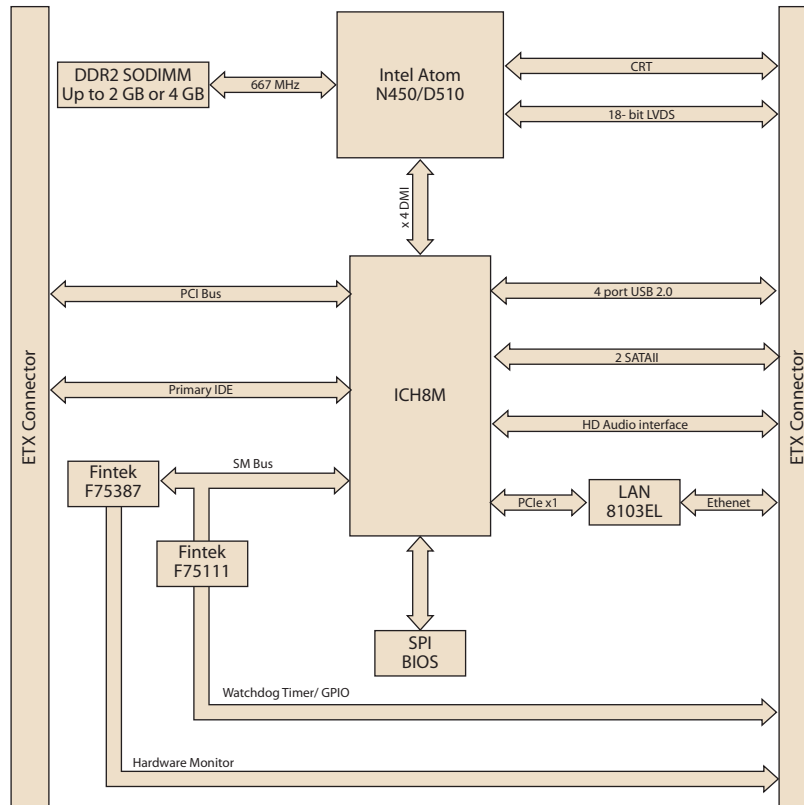 DDR2 SODIMM
Up to 2 GB or 4 GB
667 MHz
Intel Atom
N450/D510
CRT
18- bit LVDS
x 4 DMI
ETX Connector
PCI Bus
Primary IDE
ICH8M
4 port USB 2.0
2 SATAII
HD Audio interface
ETX Connector
Fintek
F75387
SM Bus
PCIe x1
LAN
8103EL
Ethenet
Fintek
F75111
SPI
BIOS
Watchdog Timer/ GPIO
Hardware Monitor